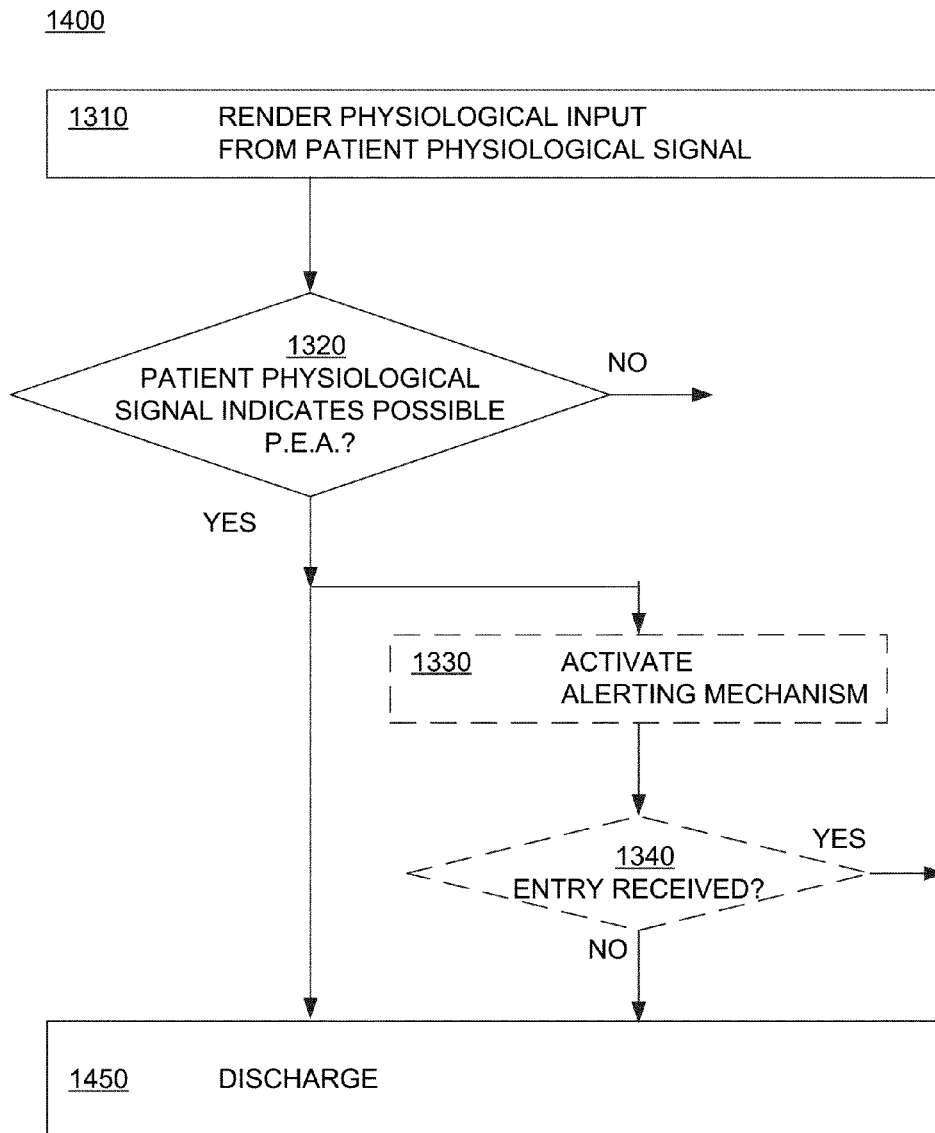 1400
1310 RENDER PHYSIOLOGICAL INPUT
FROM PATIENT PHYSIOLOGICAL SIGNAL
1320
PATIENT PHYSIOLOGICAL
SIGNAL INDICATES POSSIBLE
P.E.A.?
NO
YES
1330 ACTIVATE
ALERTING MECHANISM
1340
ENTRY RECEIVED?
YES
NO
1450 DISCHARGE